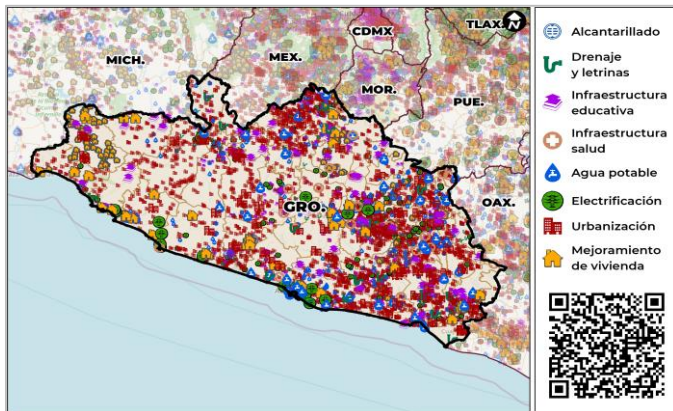 CDMX
TLAX.
N
MICH.
MEX.
MOR.
PUE.
GRO.
OAX.
Alcantarillado
Drenaje
y letrinas
Infraestructura
educativa
Infraestructura
salud
Agua potable
Electrificación
Urbanización
Mejoramiento
de vivienda